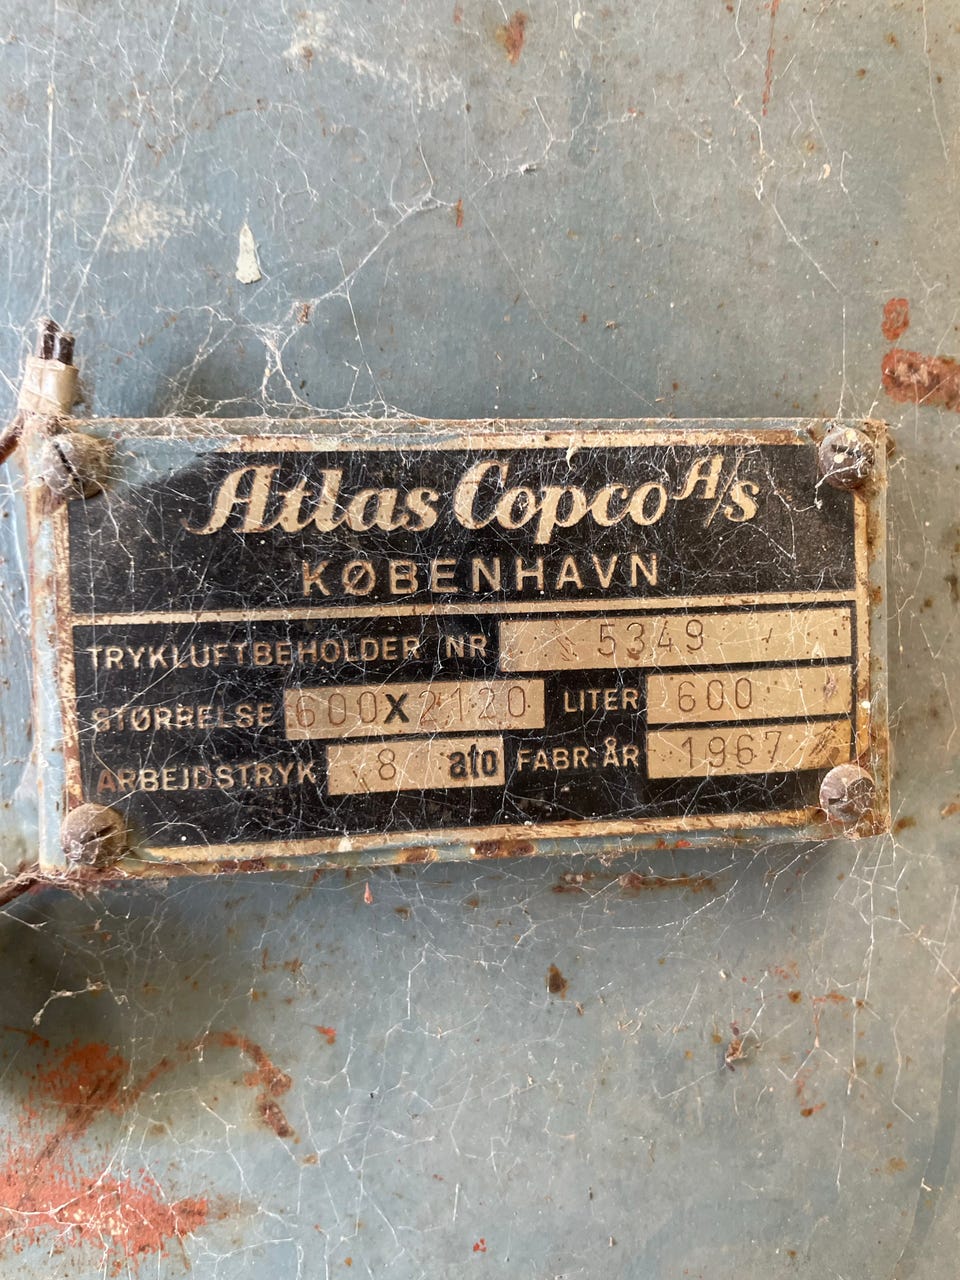 Atlas Copco A/s
KØBENHAVN
TRYKLUFTBEHOLDER NR 5349
STØRRELSE 600X2120 LITER 600
ARBEJDSTRYK 8 ato FABR. ÅR 1967